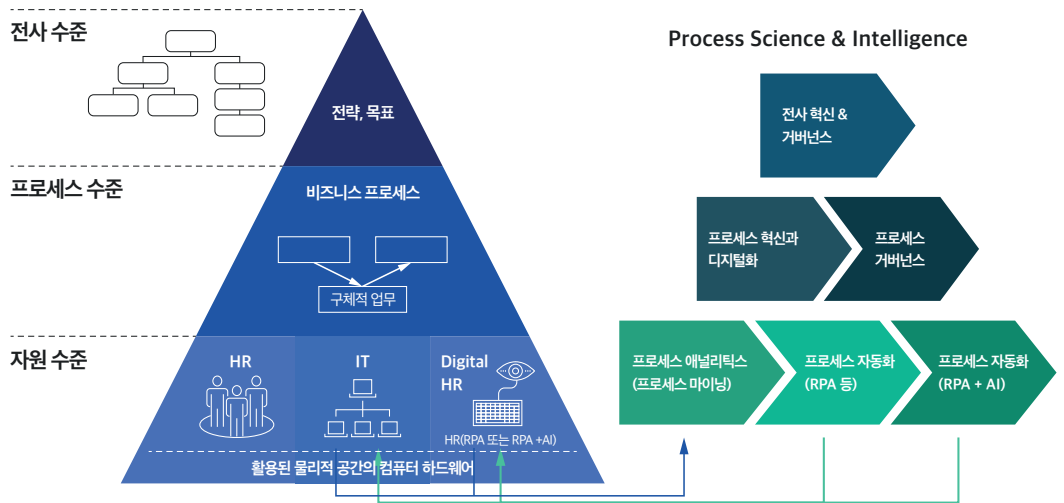 전사 수준
전략, 목표
프로세스 수준
비즈니스 프로세스
구체적 업무
자원 수준
HR
IT
Digital
HR
HR(RPA 또는 RPA +AI)
활용된 물리적 공간의 컴퓨터 하드웨어
Process Science & Intelligence
전사 혁신 &
거버넌스
프로세스 혁신과
디지털화
프로세스
거버넌스
프로세스 애널리틱스
(프로세스 마이닝)
프로세스 자동화
(RPA 등)
프로세스 자동화
(RPA + AI)